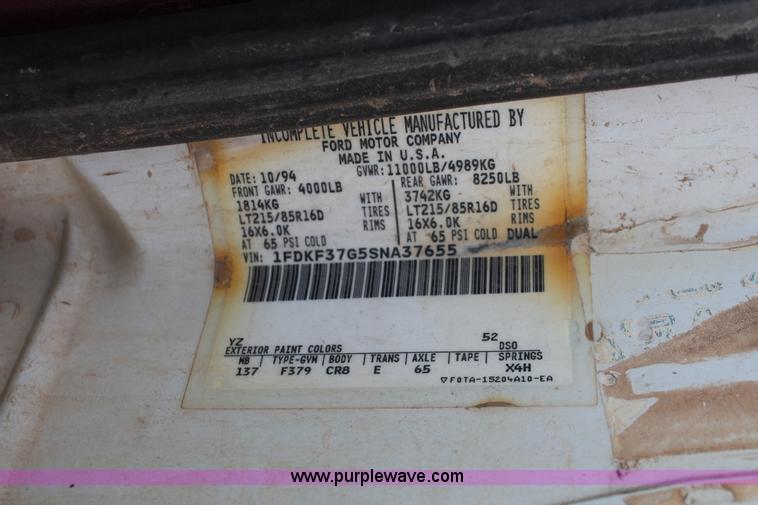 INCOMPLETE VEHICLE MANUFACTURED BY
FORD MOTOR COMPANY
MADE IN U.S.A.
DATE: 10/94 GVWR: 11000LB/4989KG
FRONT GAWR: 4000LB REAR GAWR: 8250LB
1814KG WITH 3742KG WITH
LT215/85R16D TIRES LT215/85R16D TIRES
16X6.0K RIMS 16X6.0K RIMS
AT 65 PSI COLD AT 65 PSI COLD DUAL
VIN: 1FDKF37G5SNA37655
YZ 52
EXTERIOR PAINT COLORS DSO
WB TYPE-GVM BODY TRANS AXLE TAPE SPRINGS
137 F379 CR8 E 65 X4H
▽ F0TA-15204A10-EA
www.purplewave.com